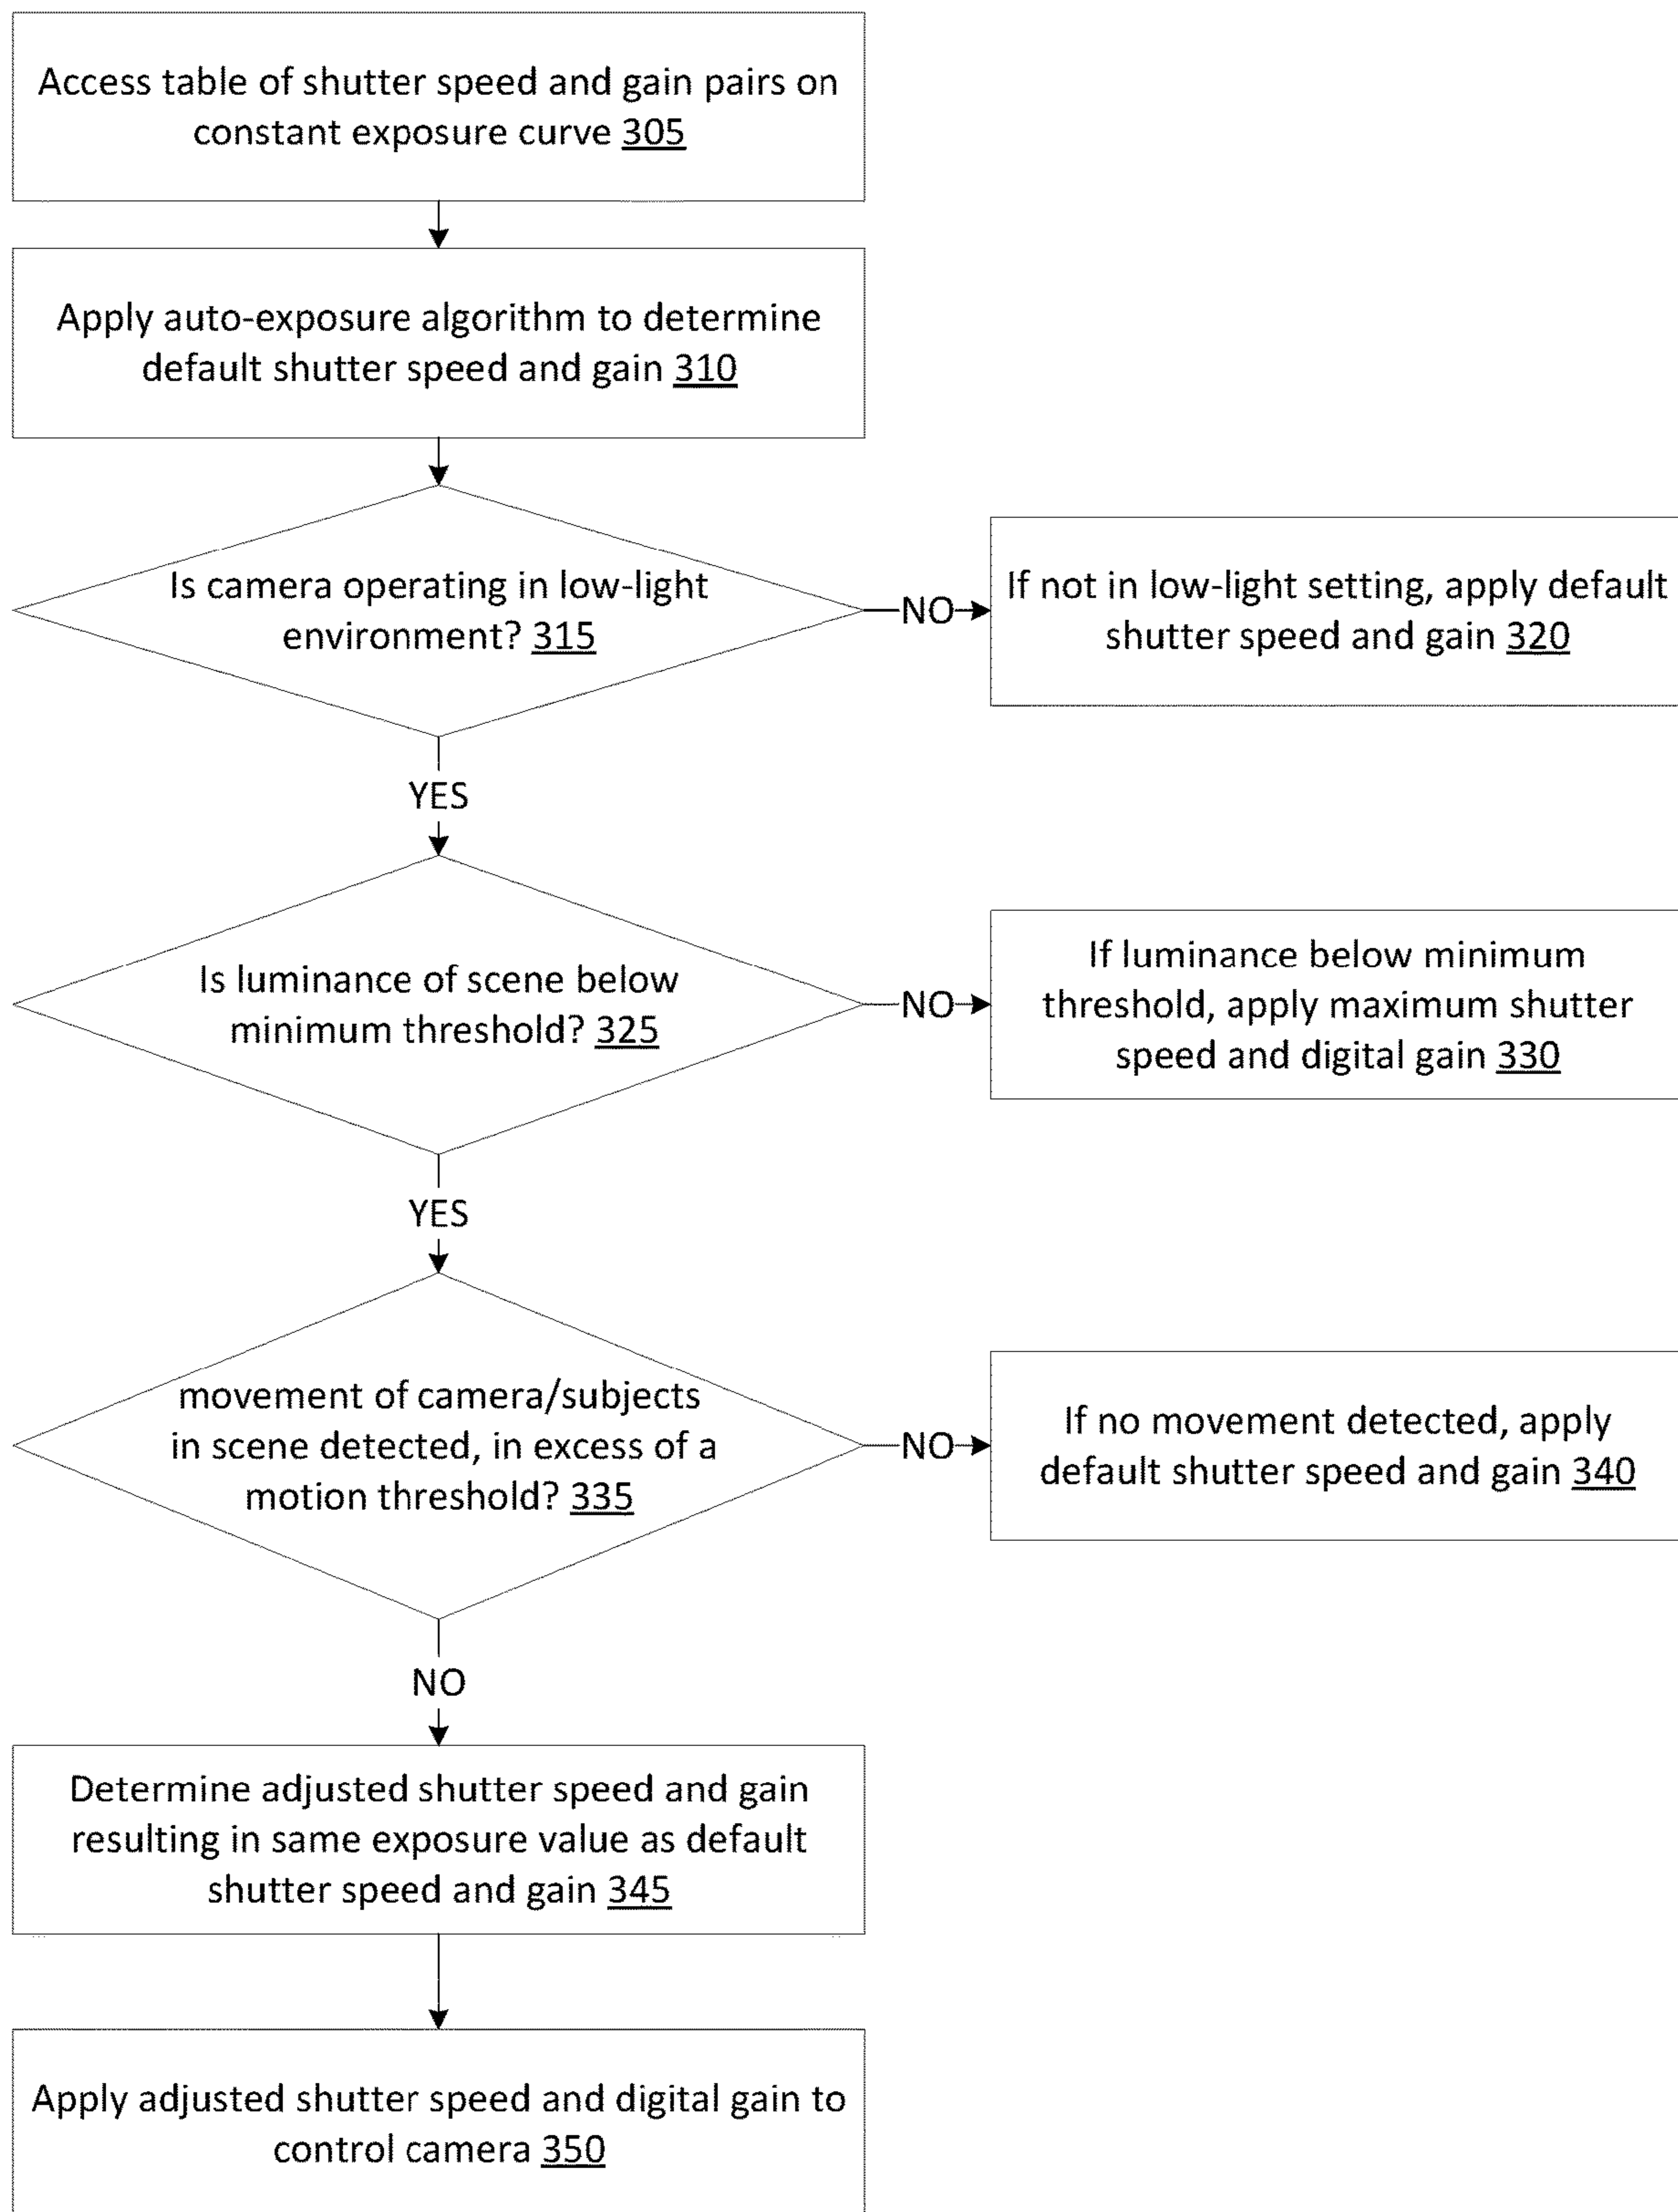 Access table of shutter speed and gain pairs on
constant exposure curve 305
Apply auto-exposure algorithm to determine
default shutter speed and gain 310
Is camera operating in low-light
environment? 315
NO
If not in low-light setting, apply default
shutter speed and gain 320
YES
Is luminance of scene below
minimum threshold? 325
NO
If luminance below minimum
threshold, apply maximum shutter
speed and digital gain 330
YES
movement of camera/subjects
in scene detected, in excess of a
motion threshold? 335
NO
If no movement detected, apply
default shutter speed and gain 340
NO
Determine adjusted shutter speed and gain
resulting in same exposure value as default
shutter speed and gain 345
Apply adjusted shutter speed and digital gain to
control camera 350